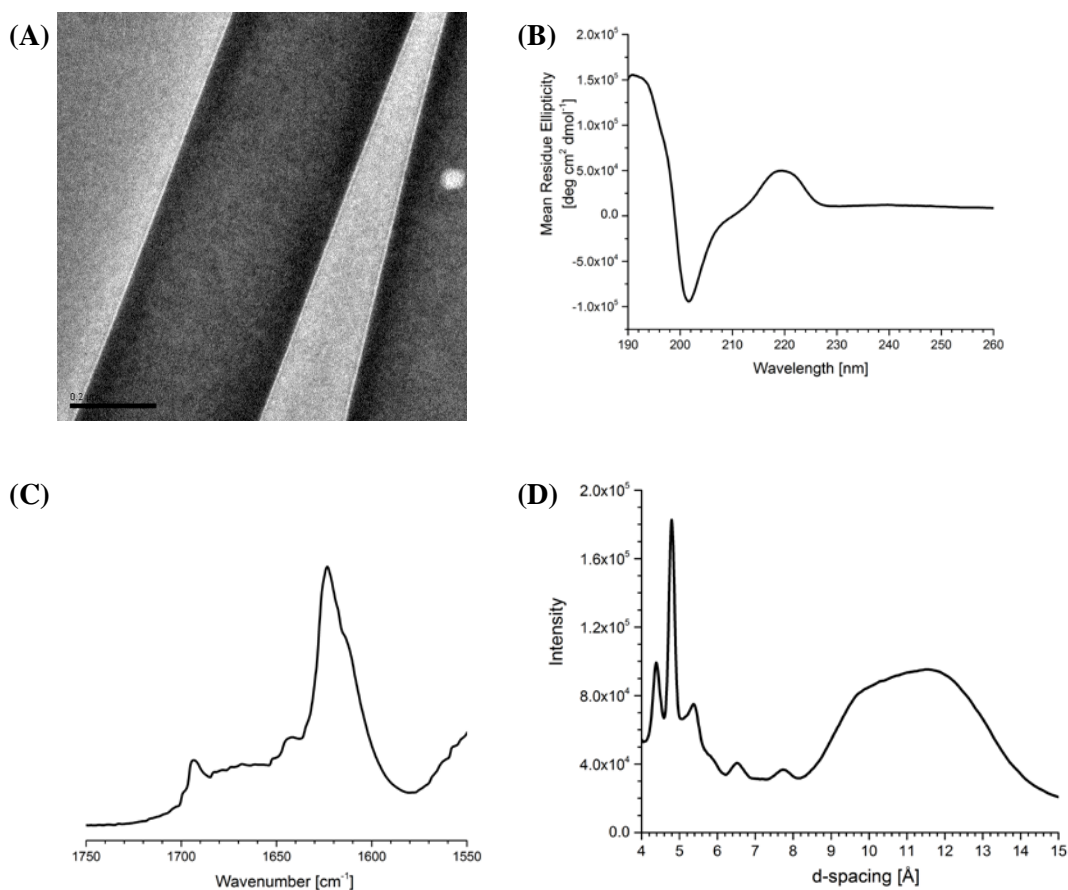 (A)
0.2 µm
(B)
Mean Residue Ellipticity
[deg cm² dmol⁻¹]
2.0x10⁵
1.5x10⁵
1.0x10⁵
5.0x10⁴
0.0
-5.0x10⁴
-1.0x10⁵
190 200 210 220 230 240 250 260
Wavelength [nm]
(C)
1750 1700 1650 1600 1550
Wavenumber [cm⁻¹]
(D)
Intensity
2.0x10⁵
1.6x10⁵
1.2x10⁵
8.0x10⁴
4.0x10⁴
0.0
4 5 6 7 8 9 10 11 12 13 14 15
d-spacing [Å]